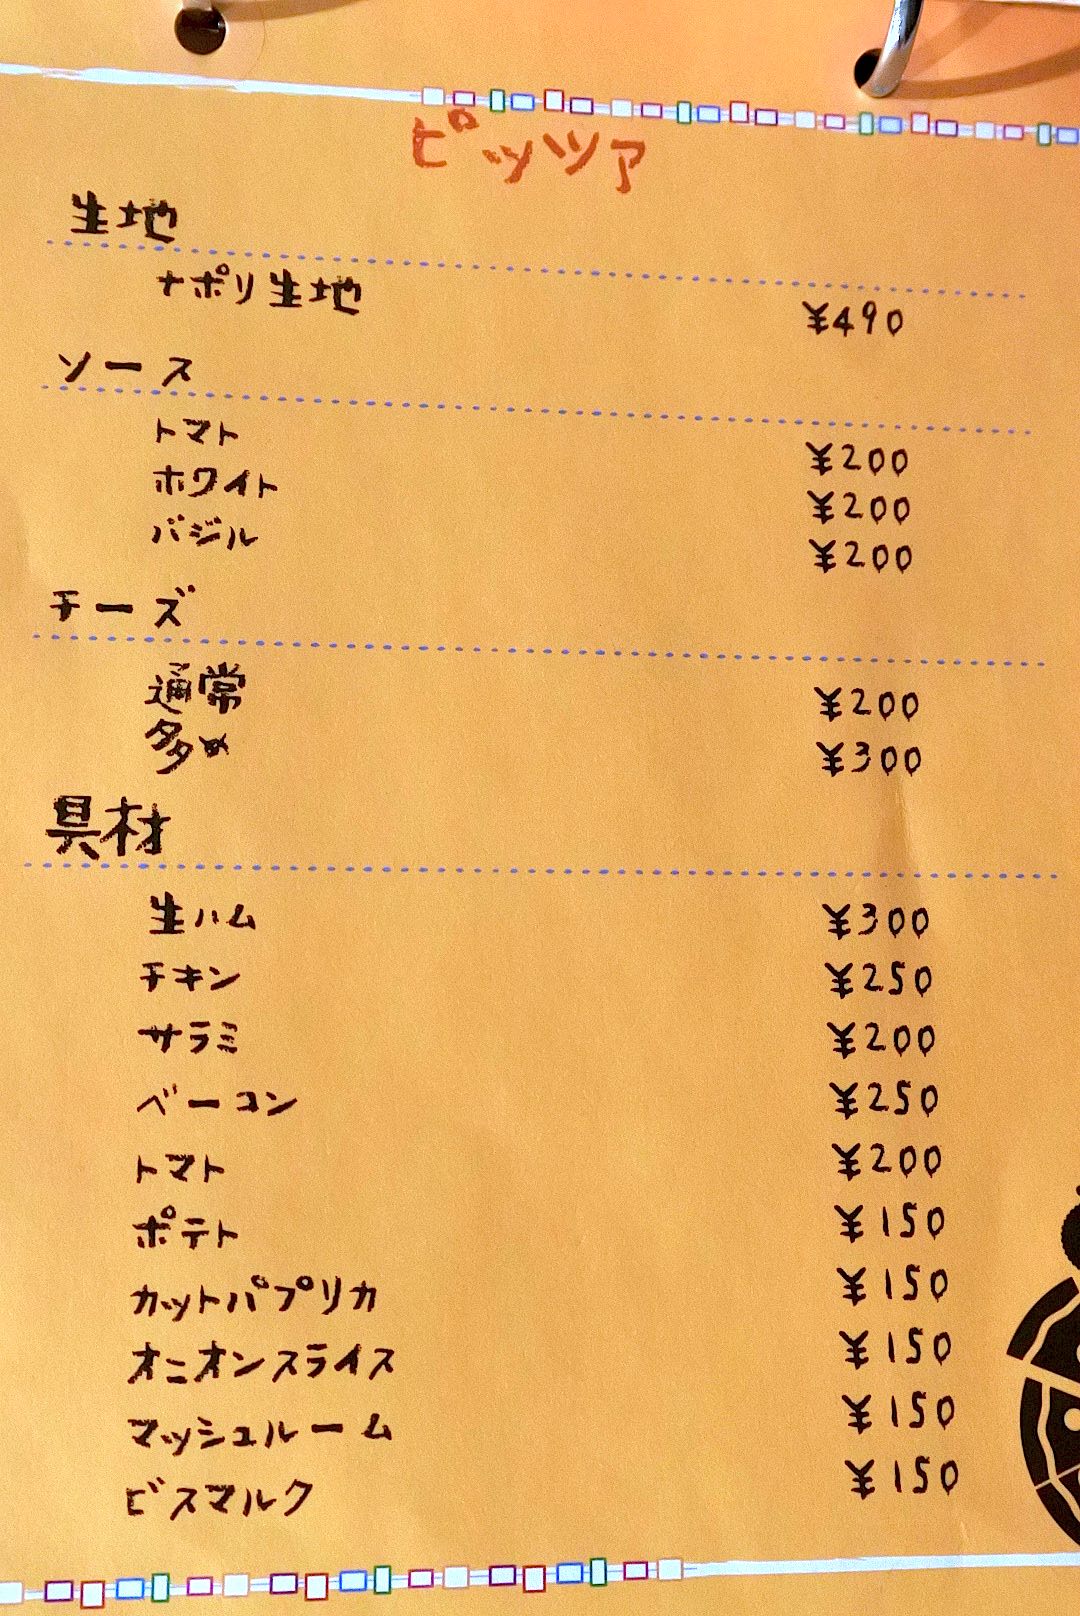 ピッツァ
生地
ナポリ生地 ¥490
ソース
トマト ¥200
ホワイト ¥200
バジル ¥200
チーズ
通常 ¥200
多め ¥300
具材
生ハム ¥300
チキン ¥250
サラミ ¥200
ベーコン ¥250
トマト ¥200
ポテト ¥150
カットパプリカ ¥150
オニオンスライス ¥150
マッシュルーム ¥150
ビスマルク ¥150